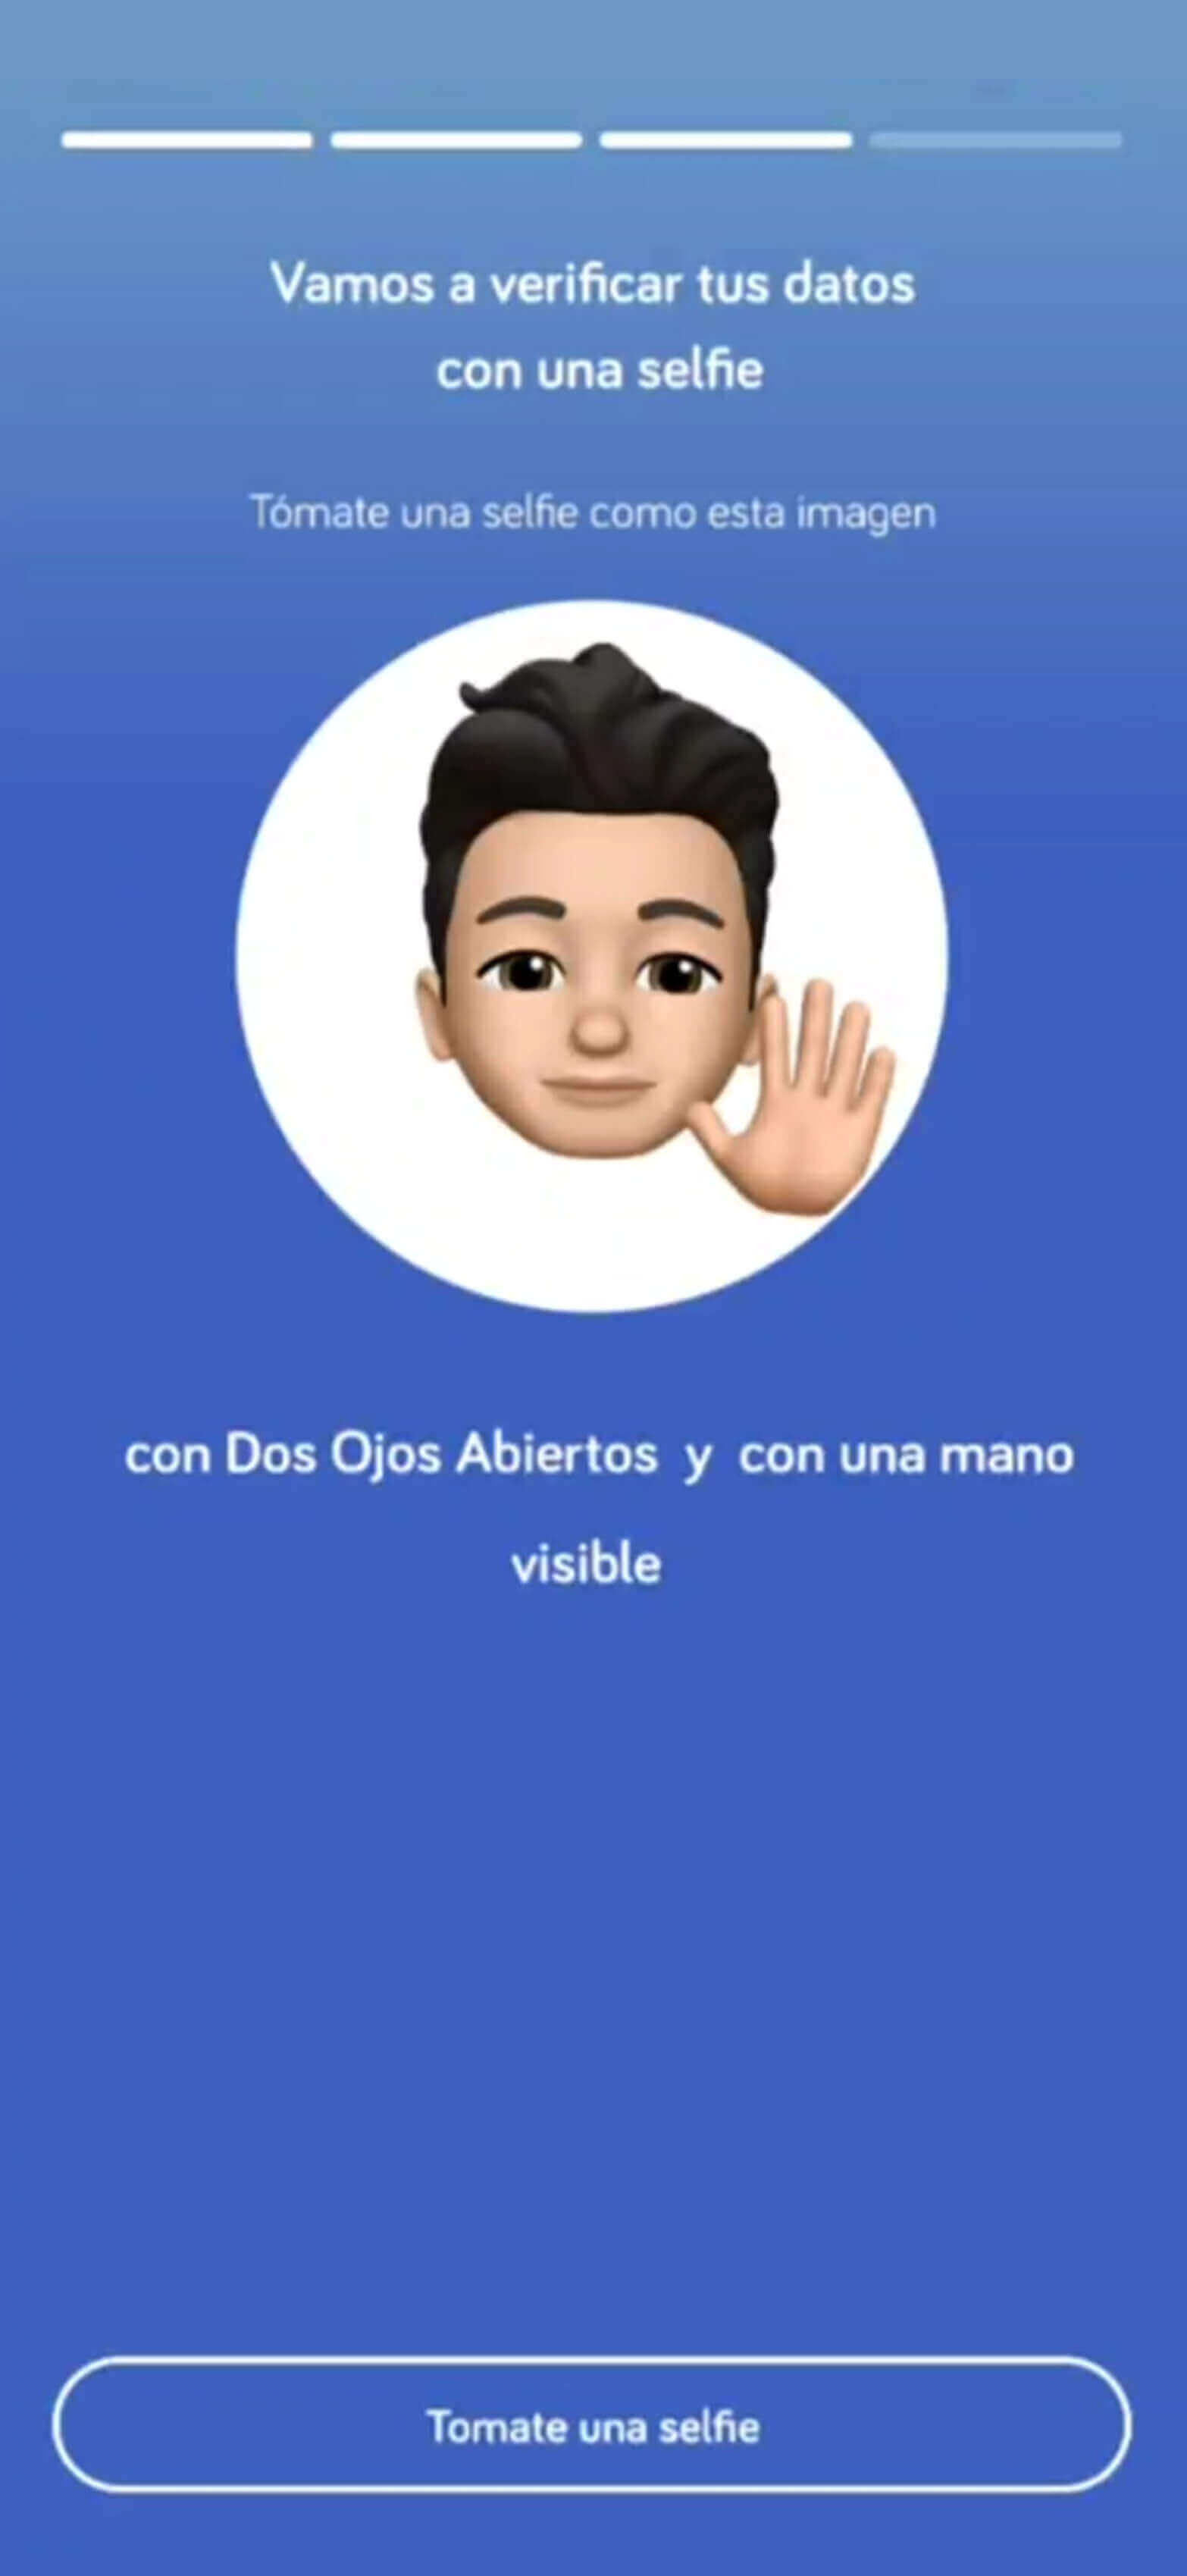 Vamos a verificar tus datos
con una selfie
Tómate una selfie como esta imagen
con Dos Ojos Abiertos y con una mano
visible
Tomate una selfie